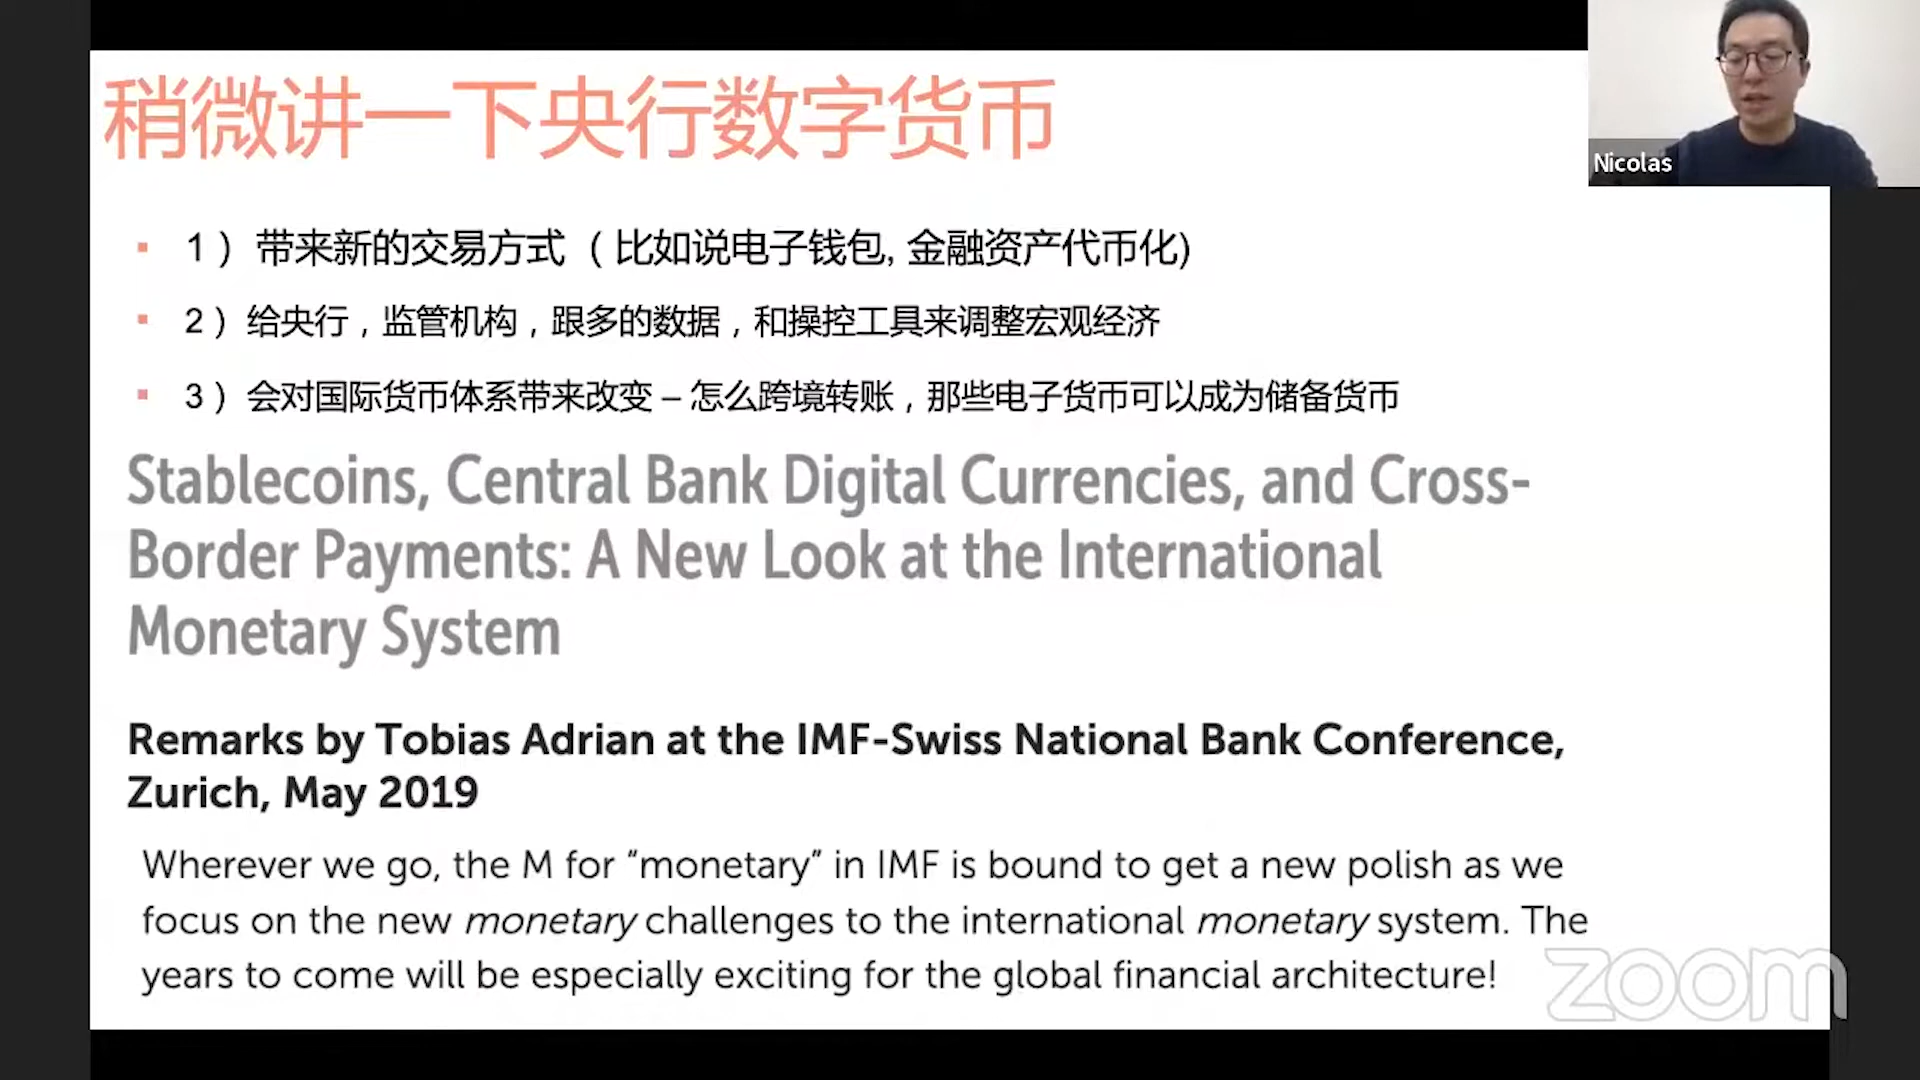 稍微讲一下央行数字货币
Nicolas
▪ 1） 带来新的交易方式 （ 比如说电子钱包, 金融资产代币化)
▪ 2） 给央行，监管机构，跟多的数据，和操控工具来调整宏观经济
▪ 3） 会对国际货币体系带来改变 – 怎么跨境转账，那些电子货币可以成为储备货币
Stablecoins, Central Bank Digital Currencies, and Cross-
Border Payments: A New Look at the International
Monetary System
Remarks by Tobias Adrian at the IMF-Swiss National Bank Conference,
Zurich, May 2019
Wherever we go, the M for “monetary” in IMF is bound to get a new polish as we
focus on the new monetary challenges to the international monetary system. The
years to come will be especially exciting for the global financial architecture!
zoom